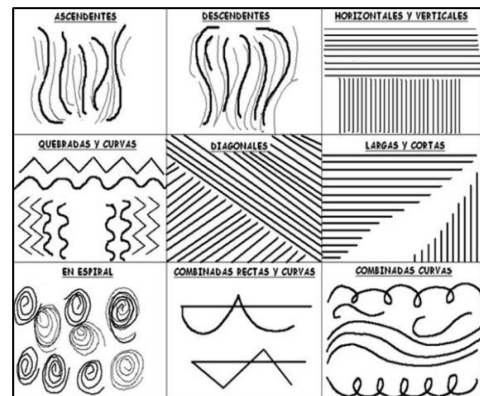 ASCENDENTES
DESCENDENTES
HORIZONTALES Y VERTICALES
QUEBRADAS Y CURVAS
DIAGONALES
LARGAS Y CORTAS
EN ESPIRAL
COMBINADAS RECTAS Y CURVAS
COMBINADAS CURVAS